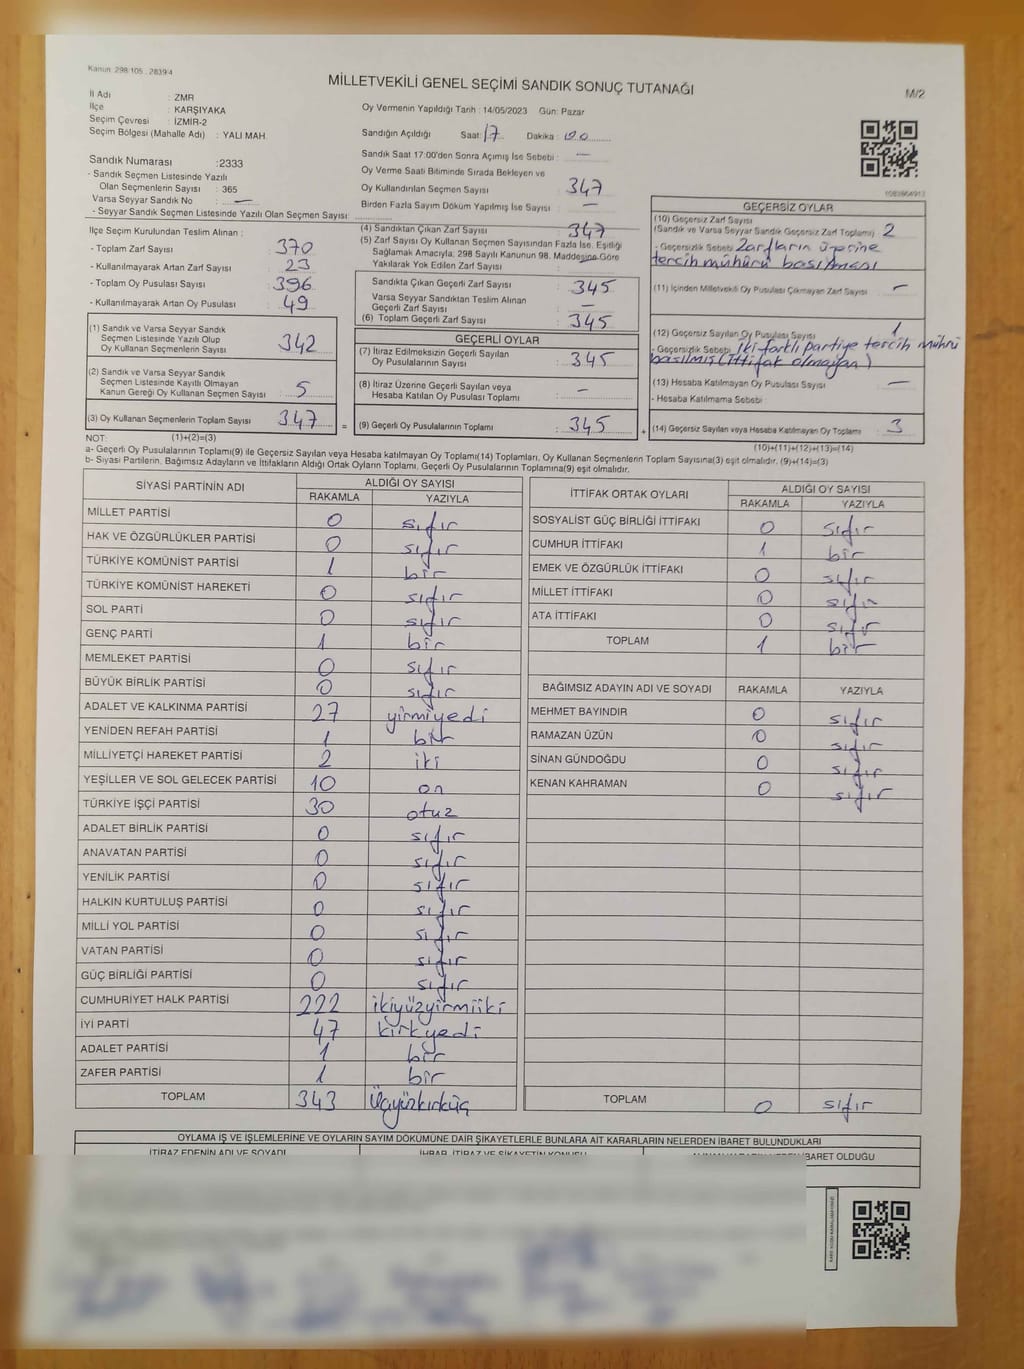 Kanun: 298/105 . 2839/4
MİLLETVEKİLİ GENEL SEÇİMİ SANDIK SONUÇ TUTANAĞI
M/2
İl Adı : ZMR
İlçe : KARŞIYAKA
Seçim Çevresi : İZMİR-2
Seçim Bölgesi (Mahalle Adı) : YALI MAH.
Oy Vermenin Yapıldığı Tarih : 14/05/2023 Gün: Pazar
Sandığın Açıldığı Saat: 17 Dakika: 00
Sandık Saat 17:00'den Sonra Açımış İse Sebebi : —
Oy Verme Saati Bitiminde Sırada Bekleyen ve
Oy Kullandırılan Seçmen Sayısı 347
Birden Fazla Sayım Döküm Yapılmış İse Sayısı : —
Sandık Numarası :2333
- Sandık Seçmen Listesinde Yazılı
Olan Seçmenlerin Sayısı : 365
Varsa Seyyar Sandık No : —
- Seyyar Sandık Seçmen Listesinde Yazılı Olan Seçmen Sayısı:
İlçe Seçim Kurulundan Teslim Alınan :
- Toplam Zarf Sayısı : 370
- Kullanılmayarak Artan Zarf Sayısı : 23
- Toplam Oy Pusulası Sayısı : 396
- Kullanılmayarak Artan Oy Pusulası : 49
(1) Sandık ve Varsa Seyyar Sandık
Seçmen Listesinde Yazılı Olup
Oy Kullanan Seçmenlerin Sayısı : 342
(2) Sandık ve Varsa Seyyar Sandık
Seçmen Listesinde Kayıtlı Olmayan
Kanun Gereği Oy Kullanan Seçmen Sayısı : 5
(3) Oy Kullanan Seçmenlerin Toplam Sayısı : 347
(4) Sandıktan Çıkan Zarf Sayısı : 347
(5) Zarf Sayısı Oy Kullanan Seçmen Sayısından Fazla İse, Eşitliği
Sağlamak Amacıyla, 298 Sayılı Kanunun 98. Maddesine Göre
Yakılarak Yok Edilen Zarf Sayısı :
Sandıkta Çıkan Geçerli Zarf Sayısı : 345
Varsa Seyyar Sandıktan Teslim Alınan
Geçerli Zarf Sayısı : —
(6) Toplam Geçerli Zarf Sayısı : 345
GEÇERLİ OYLAR
(7) İtiraz Edilmeksizin Geçerli Sayılan
Oy Pusulalarının Sayısı : 345
(8) İtiraz Üzerine Geçerli Sayılan veya
Hesaba Katılan Oy Pusulası Toplamı : —
= (9) Geçerli Oy Pusulalarının Toplamı : 345
GEÇERSİZ OYLAR
(10) Geçersiz Zarf Sayısı
(Sandık ve Varsa Seyyar Sandık Geçersiz Zarf Toplamı) 2
- Geçersizlik Sebebi Zarfların üzerine
tercih mühürü basılması
(11) İçinden Milletvekili Oy Pusulası Çıkmayan Zarf Sayısı : —
(12) Geçersiz Sayılan Oy Pusulası Sayısı 1
- Geçersizlik Sebebi : iki farklı partiye tercih mührü
basılmış (ittifak olmayan)
(13) Hesaba Katılmayan Oy Pusulası Sayısı : —
- Hesaba Katılmama Sebebi :
+ (14) Geçersiz Sayılan veya Hesaba Katılmayan Oy Toplamı : 3
NOT: (1)+(2)=(3) (10)+(11)+(12)+(13)=(14)
a- Geçerli Oy Pusulaları Toplamı(9) ile Geçersiz Sayılan veya Hesaba katılmayan Oy Toplamı(14) Toplamları, Oy Kullanan Seçmenlerin Toplam Sayısına(3) eşit olmalıdır. (9)+(14)=(3)
b- Siyasi Partilerin, Bağımsız Adayların ve İttifakların Aldığı Ortak Oyların Toplamı, Geçerli Oy Pusulalarının Toplamına(9) eşit olmalıdır.
SİYASİ PARTİNİN ADI ALDIĞI OY SAYISI
RAKAMLA YAZIYLA
MİLLET PARTİSİ 0 sıfır
HAK VE ÖZGÜRLÜKLER PARTİSİ 0 sıfır
TÜRKİYE KOMÜNİST PARTİSİ 1 bir
TÜRKİYE KOMÜNİST HAREKETİ 0 sıfır
SOL PARTİ 0 sıfır
GENÇ PARTİ 1 bir
MEMLEKET PARTİSİ 0 sıfır
BÜYÜK BİRLİK PARTİSİ 0 sıfır
ADALET VE KALKINMA PARTİSİ 27 yirmiyedi
YENİDEN REFAH PARTİSİ 1 bir
MİLLİYETÇİ HAREKET PARTİSİ 2 iki
YEŞİLLER VE SOL GELECEK PARTİSİ 10 on
TÜRKİYE İŞÇİ PARTİSİ 30 otuz
ADALET BİRLİK PARTİSİ 0 sıfır
ANAVATAN PARTİSİ 0 sıfır
YENİLİK PARTİSİ 0 sıfır
HALKIN KURTULUŞ PARTİSİ 0 sıfır
MİLLİ YOL PARTİSİ 0 sıfır
VATAN PARTİSİ 0 sıfır
GÜÇ BİRLİĞİ PARTİSİ 0 sıfır
CUMHURİYET HALK PARTİSİ 222 ikiyüzyirmiiki
İYİ PARTİ 47 kırkyedi
ADALET PARTİSİ 1 bir
ZAFER PARTİSİ 1 bir
TOPLAM 343 Üçyüzkırküç
İTTİFAK ORTAK OYLARI ALDIĞI OY SAYISI
RAKAMLA YAZIYLA
SOSYALİST GÜÇ BİRLİĞİ İTTİFAKI 0 sıfır
CUMHUR İTTİFAKI 1 bir
EMEK VE ÖZGÜRLÜK İTTİFAKI 0 sıfır
MİLLET İTTİFAKI 0 sıfır
ATA İTTİFAKI 0 sıfır
TOPLAM 1 bir
BAĞIMSIZ ADAYIN ADI VE SOYADI RAKAMLA YAZIYLA
MEHMET BAYINDIR 0 sıfır
RAMAZAN ÜZÜN 0 sıfır
SİNAN GÜNDOĞDU 0 sıfır
KENAN KAHRAMAN 0 sıfır
TOPLAM 0 sıfır
OYLAMA İŞ VE İŞLEMLERİNE VE OYLARIN SAYIM DÖKÜMÜNE DAİR ŞİKAYETLERLE BUNLARA AİT KARARLARIN NELERDEN İBARET BULUNDUKLARI
İTİRAZ EDENİN ADI VE SOYADI İHBAR, İTİRAZ VE ŞİKAYETİN KONUSU İBARET OLDUĞU